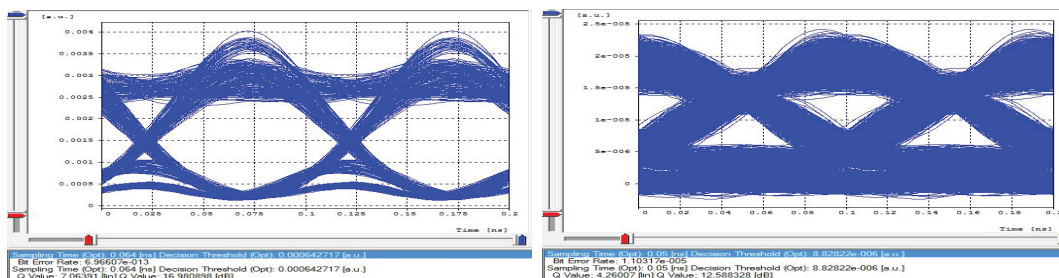 [e.u.]
0.004
0.0035
0.003
0.0025
0.002
0.0015
0.001
0.0005
0
0 0.025 0.05 0.075 0.1 0.125 0.15 0.175 0.2
Time [ns]
Sampling Time (Opt): 0.064 [ns] Decision Threshold (Opt): 0.000642717 [a.u.]
Bit Error Rate: 6.96607e-013
Sampling Time (Opt): 0.064 [ns] Decision Threshold (Opt): 0.000642717 [a.u.]
Q Value: 7.06391 [lin] Q Value: 16.980898 [dB]
[a.u.]
2.5e-005
2e-005
1.5e-005
1e-005
5e-006
0
0 0.02 0.04 0.06 0.08 0.1 0.12 0.14 0.16 0.18 0.2
Time [ns]
Sampling Time (Opt): 0.05 [ns] Decision Threshold (Opt): 8.82822e-006 [a.u.]
Bit Error Rate: 1.10317e-005
Sampling Time (Opt): 0.05 [ns] Decision Threshold (Opt): 8.82822e-006 [a.u.]
Q Value: 4.26007 [lin] Q Value: 12.588328 [dB]